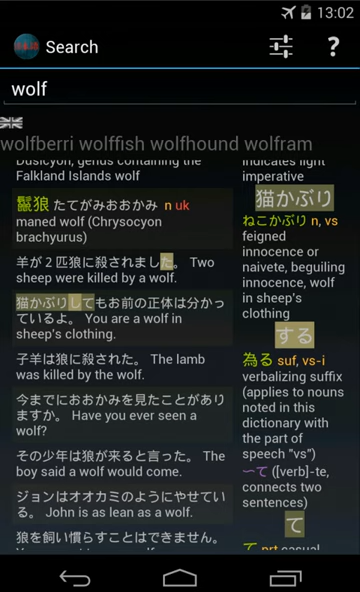 13:02
Search
wolf
wolfberri wolffish wolfhound wolfram
Dusicyon, genus containing the
Falkland Islands wolf
鬣狼 たてがみおおかみ n uk
maned wolf (Chrysocyon
brachyurus)
羊が2匹狼に殺されました。 Two
sheep were killed by a wolf.
猫かぶりしてもお前の正体は分かっ
ているよ。 You are a wolf in
sheep's clothing.
子羊は狼に殺された。 The lamb
was killed by the wolf.
今までにおおかみを見たことがあり
ますか。 Have you ever seen a
wolf?
その少年は狼が来ると言った。 The
boy said a wolf would come.
ジョンはオオカミのようにやせてい
る。 John is as lean as a wolf.
狼を飼い慣らすことはできません。
indicates light
imperative
猫かぶり
ねこかぶり n, vs
feigned
innocence or
naivete, beguiling
innocence, wolf
in sheep's
clothing
する
為る suf, vs-i
verbalizing suffix
(applies to nouns
noted in this
dictionary with
the part of
speech "vs")
〜て ([verb]-te,
connects two
sentences)
て
て prt casual